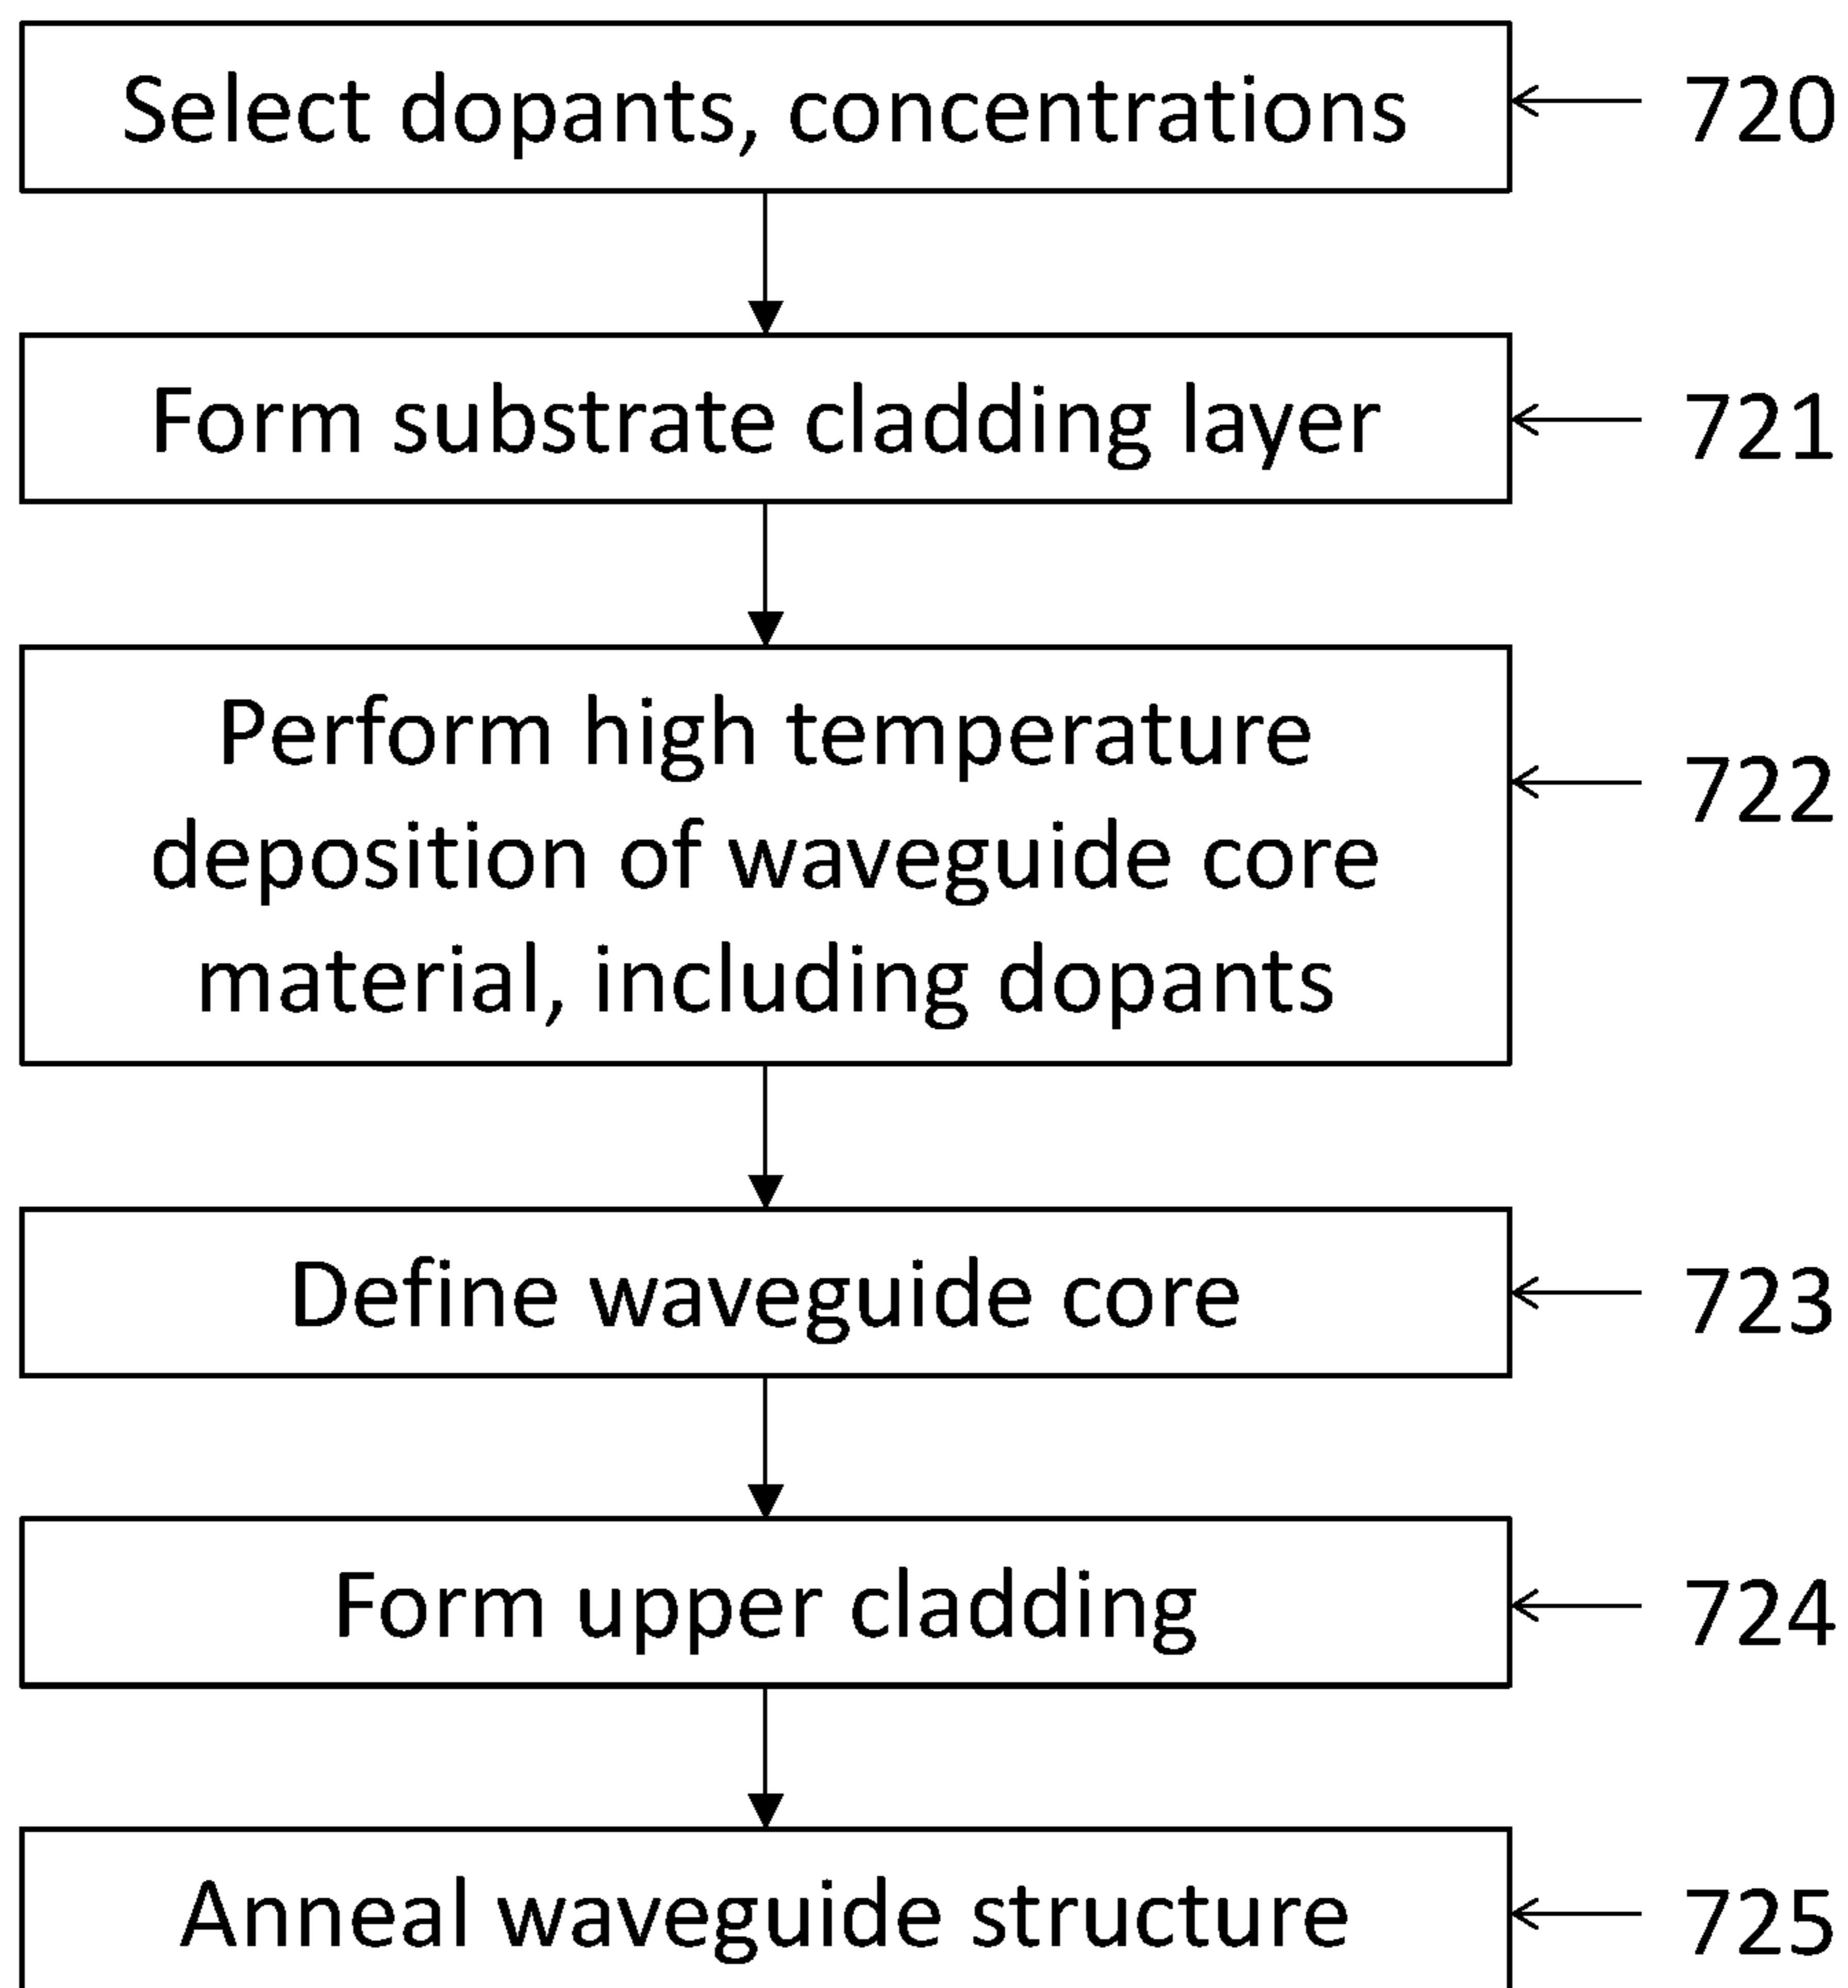 Select dopants, concentrations 720
Form substrate cladding layer 721
Perform high temperature 722
deposition of waveguide core
material, including dopants
Define waveguide core 723
Form upper cladding 724
Anneal waveguide structure 725